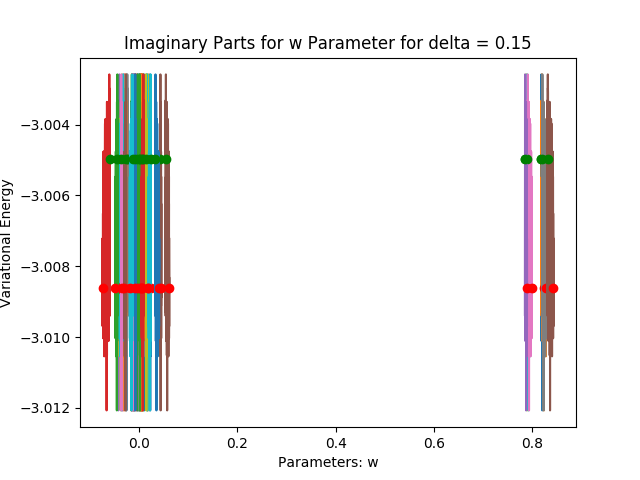 Imaginary Parts for w Parameter for delta = 0.15
Variational Energy
−3.004
−3.006
−3.008
−3.010
−3.012
0.0 0.2 0.4 0.6 0.8
Parameters: w